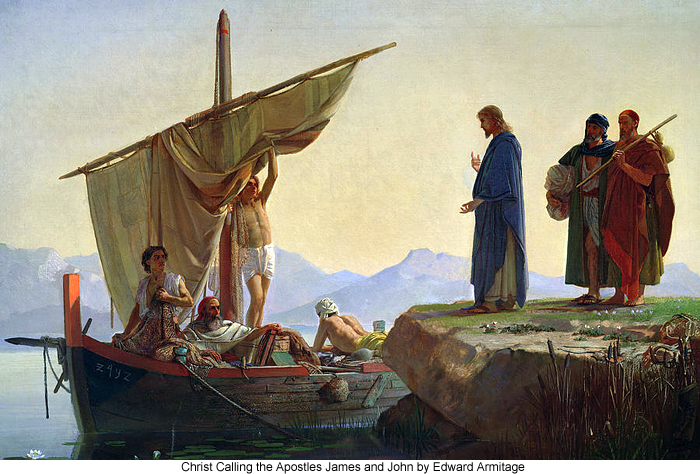 Christ Calling the Apostles James and John by Edward Armitage